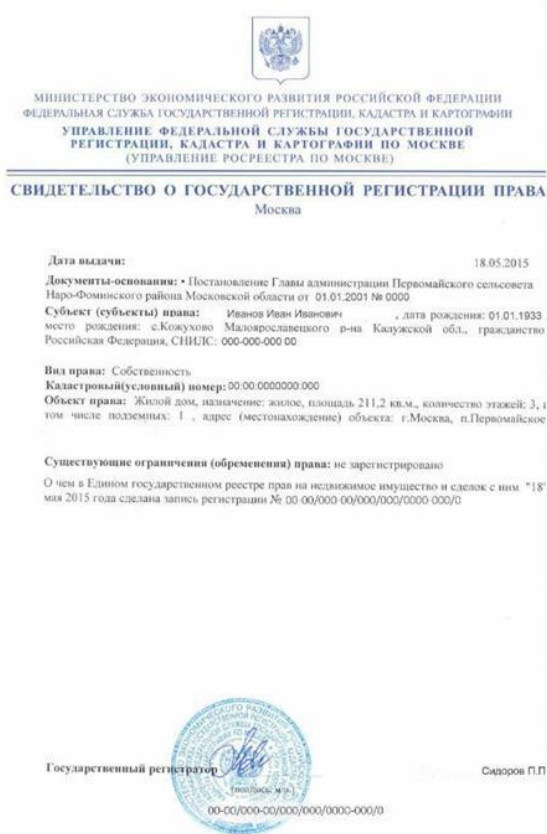 МИНИСТЕРСТВО ЭКОНОМИЧЕСКОГО РАЗВИТИЯ РОССИЙСКОЙ ФЕДЕРАЦИИ
ФЕДЕРАЛЬНАЯ СЛУЖБА ГОСУДАРСТВЕННОЙ РЕГИСТРАЦИИ, КАДАСТРА И КАРТОГРАФИИ
УПРАВЛЕНИЕ ФЕДЕРАЛЬНОЙ СЛУЖБЫ ГОСУДАРСТВЕННОЙ
РЕГИСТРАЦИИ, КАДАСТРА И КАРТОГРАФИИ ПО МОСКВЕ
(УПРАВЛЕНИЕ РОСРЕЕСТРА ПО МОСКВЕ)
СВИДЕТЕЛЬСТВО О ГОСУДАРСТВЕННОЙ РЕГИСТРАЦИИ ПРАВА
Москва
Дата выдачи: 18.05.2015
Документы-основания: • Постановление Главы администрации Первомайского сельсовета
Наро-Фоминского района Московской области от 01.01.2001 № 0000
Субъект (субъекты) права: Иванов Иван Иванович , дата рождения: 01.01.1933
место рождения: с.Кожухово Малоярославецкого р-на Калужской обл., гражданство
Российская Федерация, СНИЛС: 000-000-000 00
Вид права: Собственность
Кадастровый(условный) номер: 00:00:0000000:000
Объект права: Жилой дом, назначение: жилое, площадь 211,2 кв.м., количество этажей: 3,
том числе подземных: 1 , адрес (местонахождение) объекта: г.Москва, п.Первомайское
Существующие ограничения (обременения) права: не зарегистрировано
О чем в Едином государственном реестре прав на недвижимое имущество и сделок с ним "18"
мая 2015 года сделана запись регистрации № 00-00/000-00/000/000/0000-000/0
Государственный регистратор Сидоров П.П
(подпись, м.п.)
00-00/000-00/000/000/0000-000/0